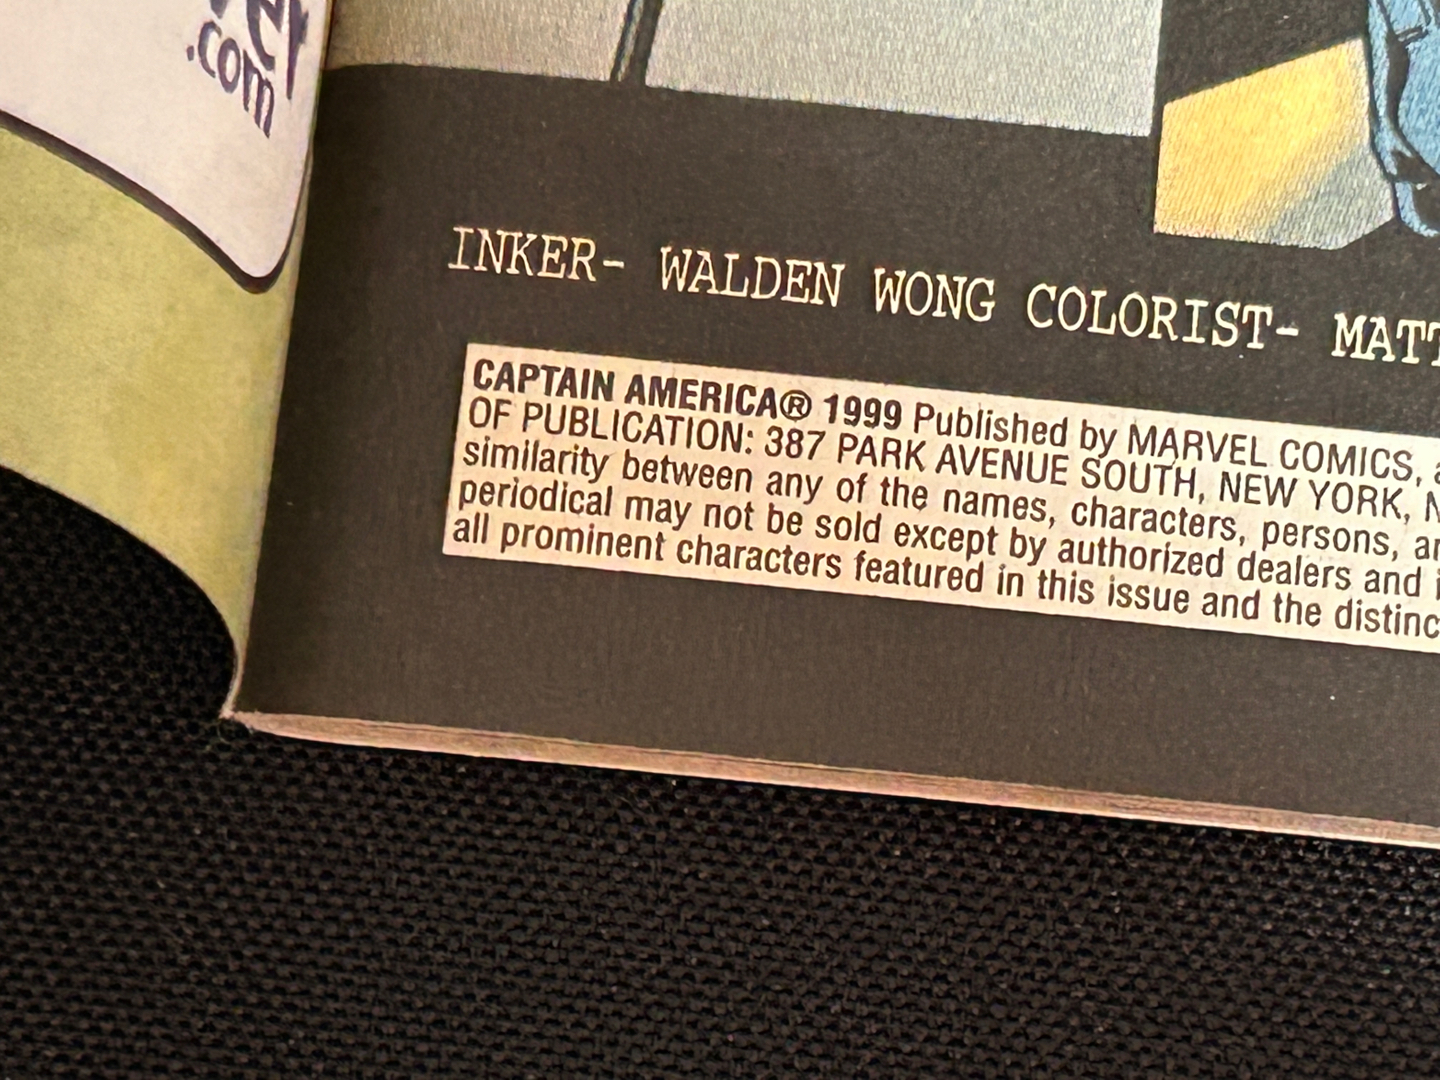 .com
INKER- WALDEN WONG COLORIST- MATT
CAPTAIN AMERICA® 1999 Published by MARVEL COMICS,
OF PUBLICATION: 387 PARK AVENUE SOUTH, NEW YORK,
similarity between any of the names, characters, persons,
periodical may not be sold except by authorized dealers and
all prominent characters featured in this issue and the